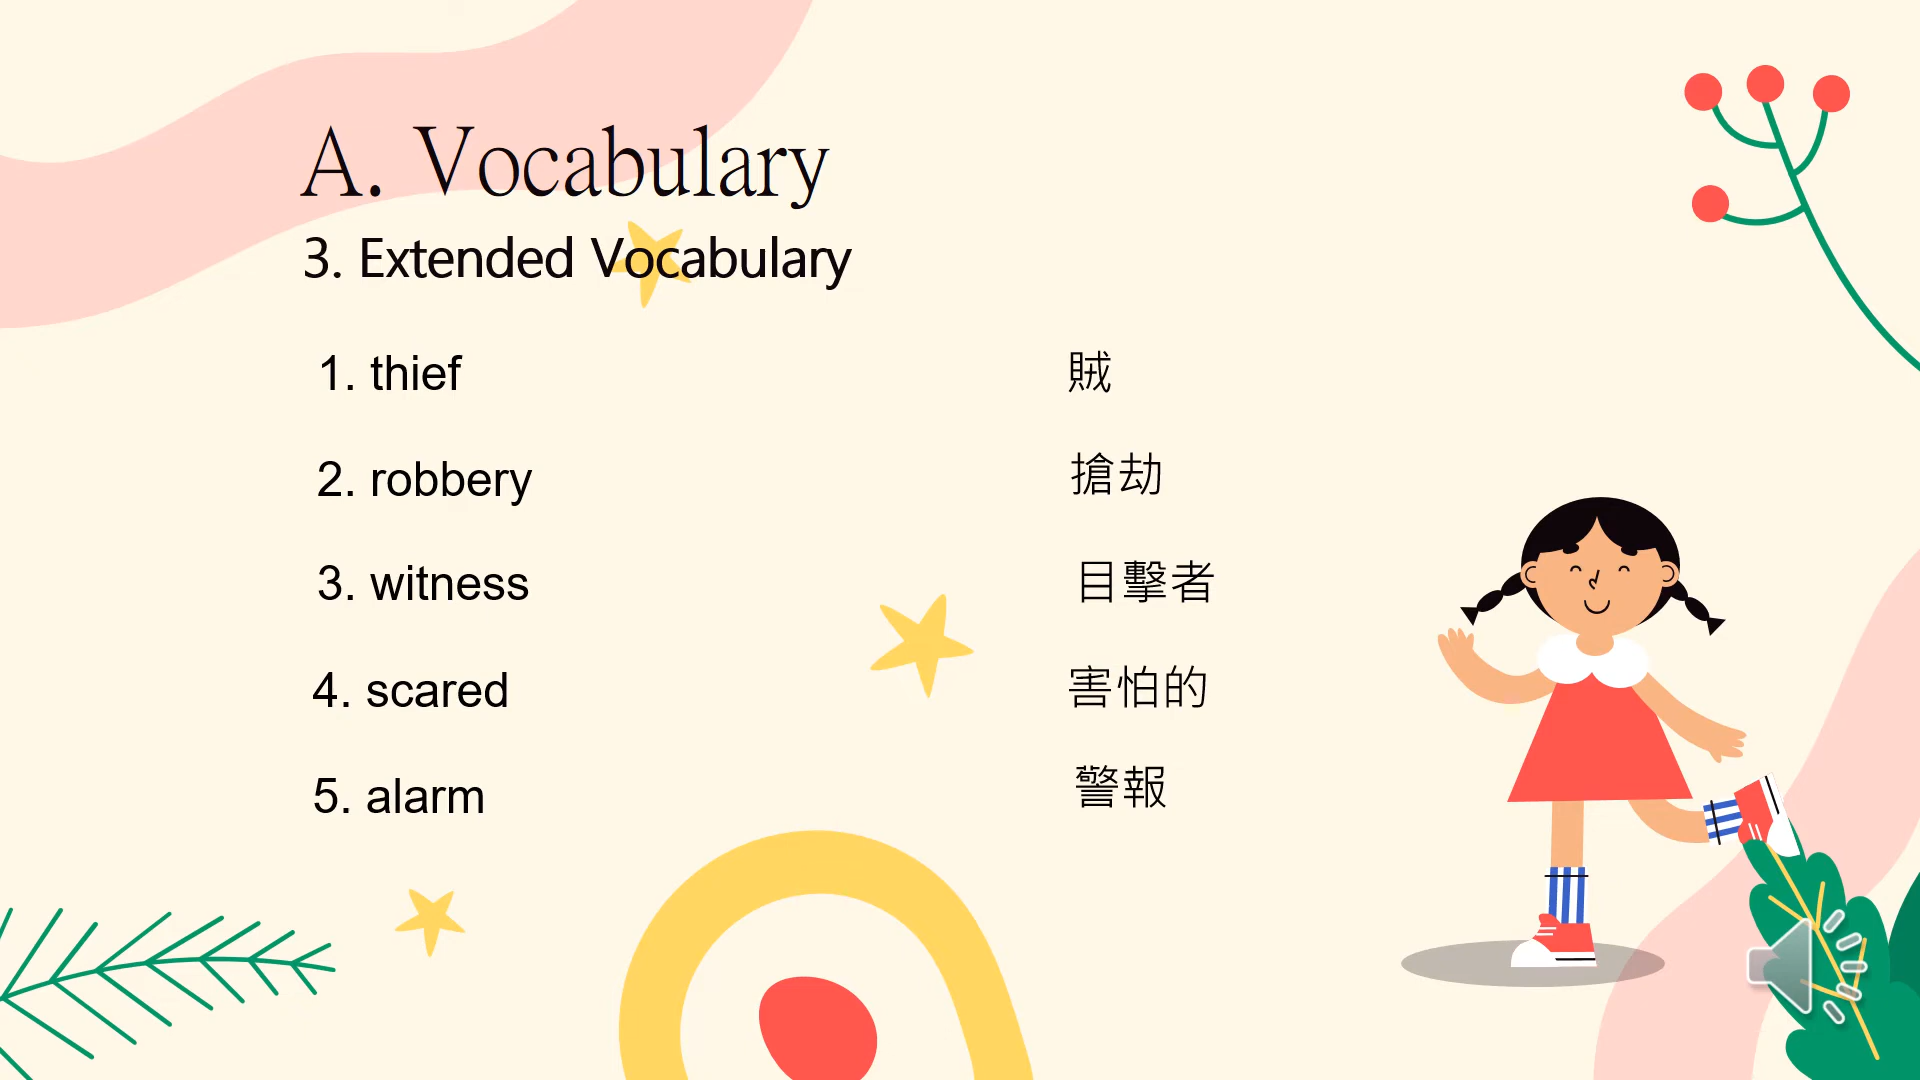 A. Vocabulary
3. Extended Vocabulary
1. thief 賊
2. robbery 搶劫
3. witness 目擊者
4. scared 害怕的
5. alarm 警報